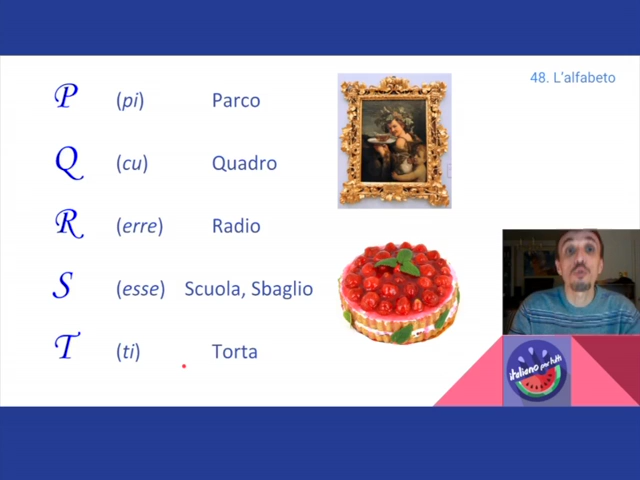 48. L'alfabeto
P (pi) Parco
Q (cu) Quadro
R (erre) Radio
S (esse) Scuola, Sbaglio
T (ti) Torta
italiano per tutti